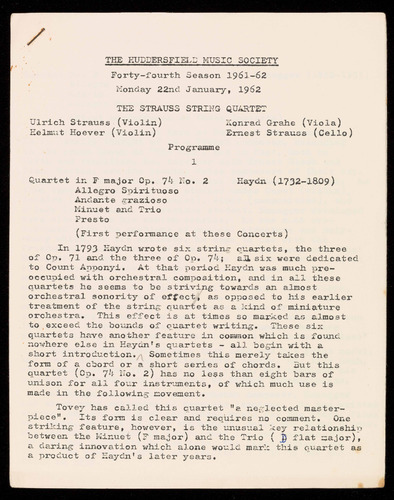 THE HUDDERSFIELD MUSIC SOCIETY
Forty-fourth Season 1961-62
Monday 22nd January, 1962
THE STRAUSS STRING QUARTET
Ulrich Strauss (Violin) Konrad Grahe (Viola)
Helmut Hoever (Violin) Ernest Strauss (Cello)
Programme
1
Quartet in F major Op. 74 No. 2 Haydn (1732-1809)
Allegro Spirituoso
Andante grazioso
Minuet and Trio
Presto
(First performance at these Concerts)
In 1793 Haydn wrote six string quartets, the three
of Op. 71 and the three of Op. 74; all six were dedicated
to Count Apponyi. At that period Haydn was much pre-
occupied with orchestral composition, and in all these
quartets he seems to be striving towards an almost
orchestral sonority of effect, as opposed to his earlier
treatment of the string quartet as a kind of miniature
orchestra. This effect is at times so marked as almost
to exceed the bounds of quartet writing. These six
quartets have another feature in common which is found
nowhere else in Haydn's quartets - all begin with a
short introduction. Sometimes this merely takes the
form of a chord or a short series of chords. But this
quartet (Op. 74 No. 2) has no less than eight bars of
unison for all four instruments, of which much use is
made in the following movement.
Tovey has called this quartet "a neglected master-
piece". Its form is clear and requires no comment. One
striking feature, however, is the unusual key relationship
between the Minuet (F major) and the Trio ( D flat major),
a daring innovation which alone would mark this quartet as
a product of Haydn's later years.